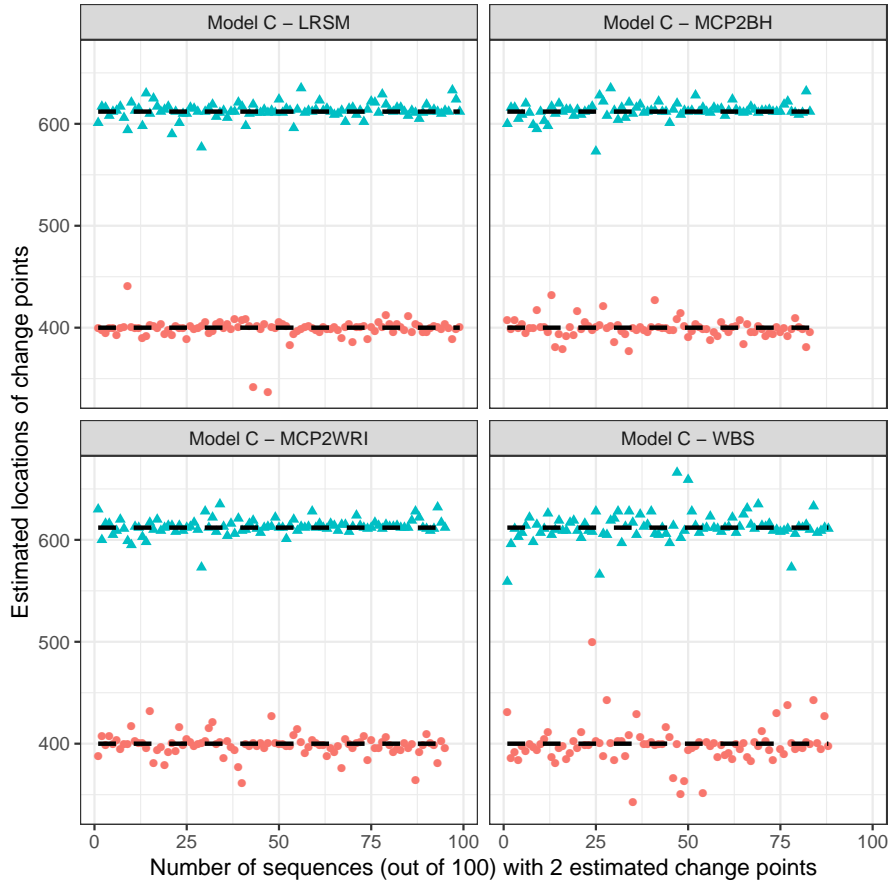 Model C − LRSM
Model C − MCP2BH
600
500
400
Model C − MCP2WRI
Model C − WBS
600
500
400
0 25 50 75 100
0 25 50 75 100
Estimated locations of change points
Number of sequences (out of 100) with 2 estimated change points